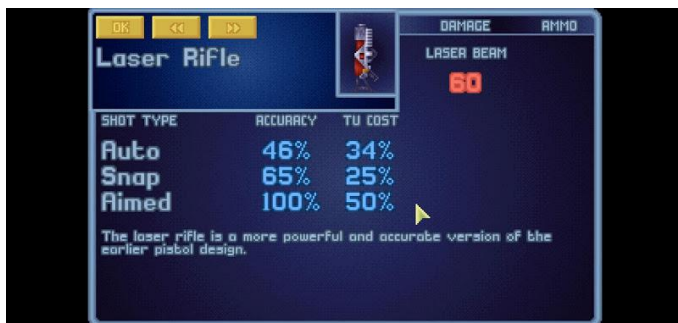 OK << >>
Laser Rifle
DAMAGE AMMO
LASER BEAM
60
SHOT TYPE ACCURACY TU COST
Auto 46% 34%
Snap 65% 25%
Aimed 100% 50%
The laser rifle is a more powerful and accurate version of the
earlier pistol design.